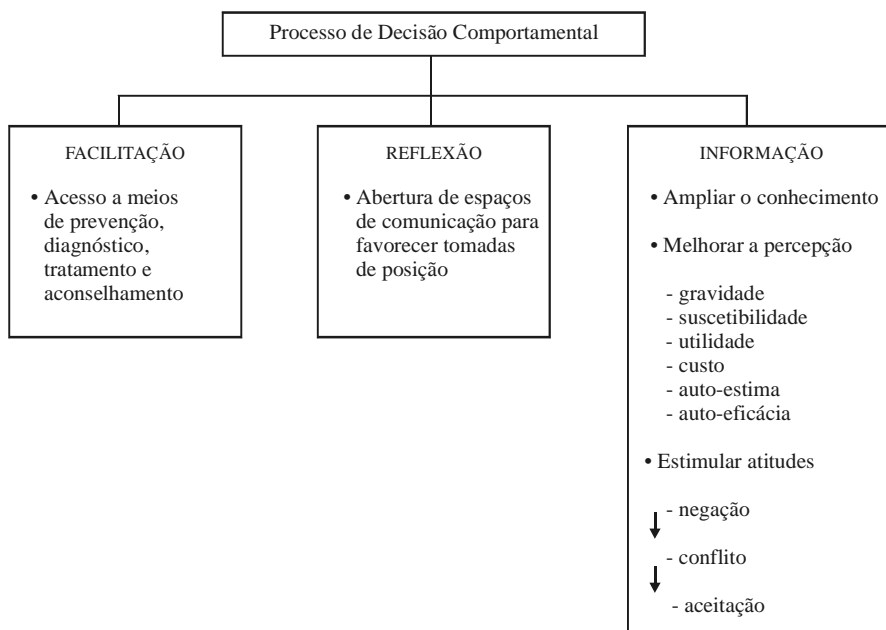 Processo de Decisão Comportamental
FACILITAÇÃO
• Acesso a meios
de prevenção,
diagnóstico,
tratamento e
aconselhamento
REFLEXÃO
• Abertura de espaços
de comunicação para
favorecer tomadas
de posição
INFORMAÇÃO
• Ampliar o conhecimento
• Melhorar a percepção
- gravidade
- suscetibilidade
- utilidade
- custo
- auto-estima
- auto-eficácia
• Estimular atitudes
- negação
- conflito
- aceitação